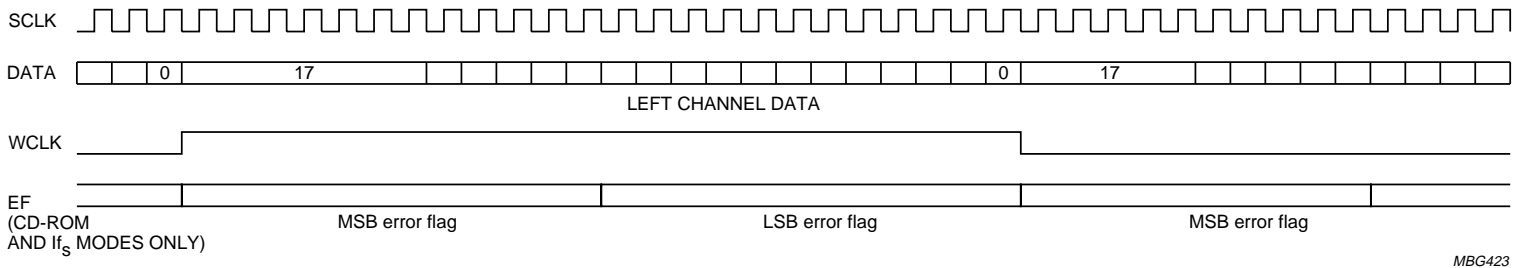 SCLK
DATA 0 17 0 17
LEFT CHANNEL DATA
WCLK
EF
(CD-ROM MSB error flag LSB error flag MSB error flag
AND Ifs MODES ONLY)
MBG423